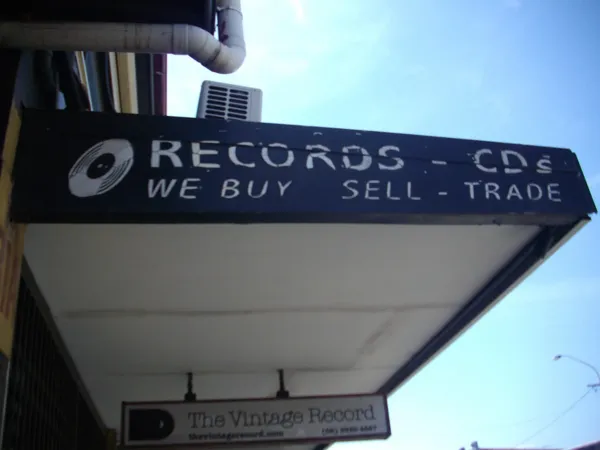 RECORDS - CDs
WE BUY SELL - TRADE
The Vintage Record
thevintagerecord.com